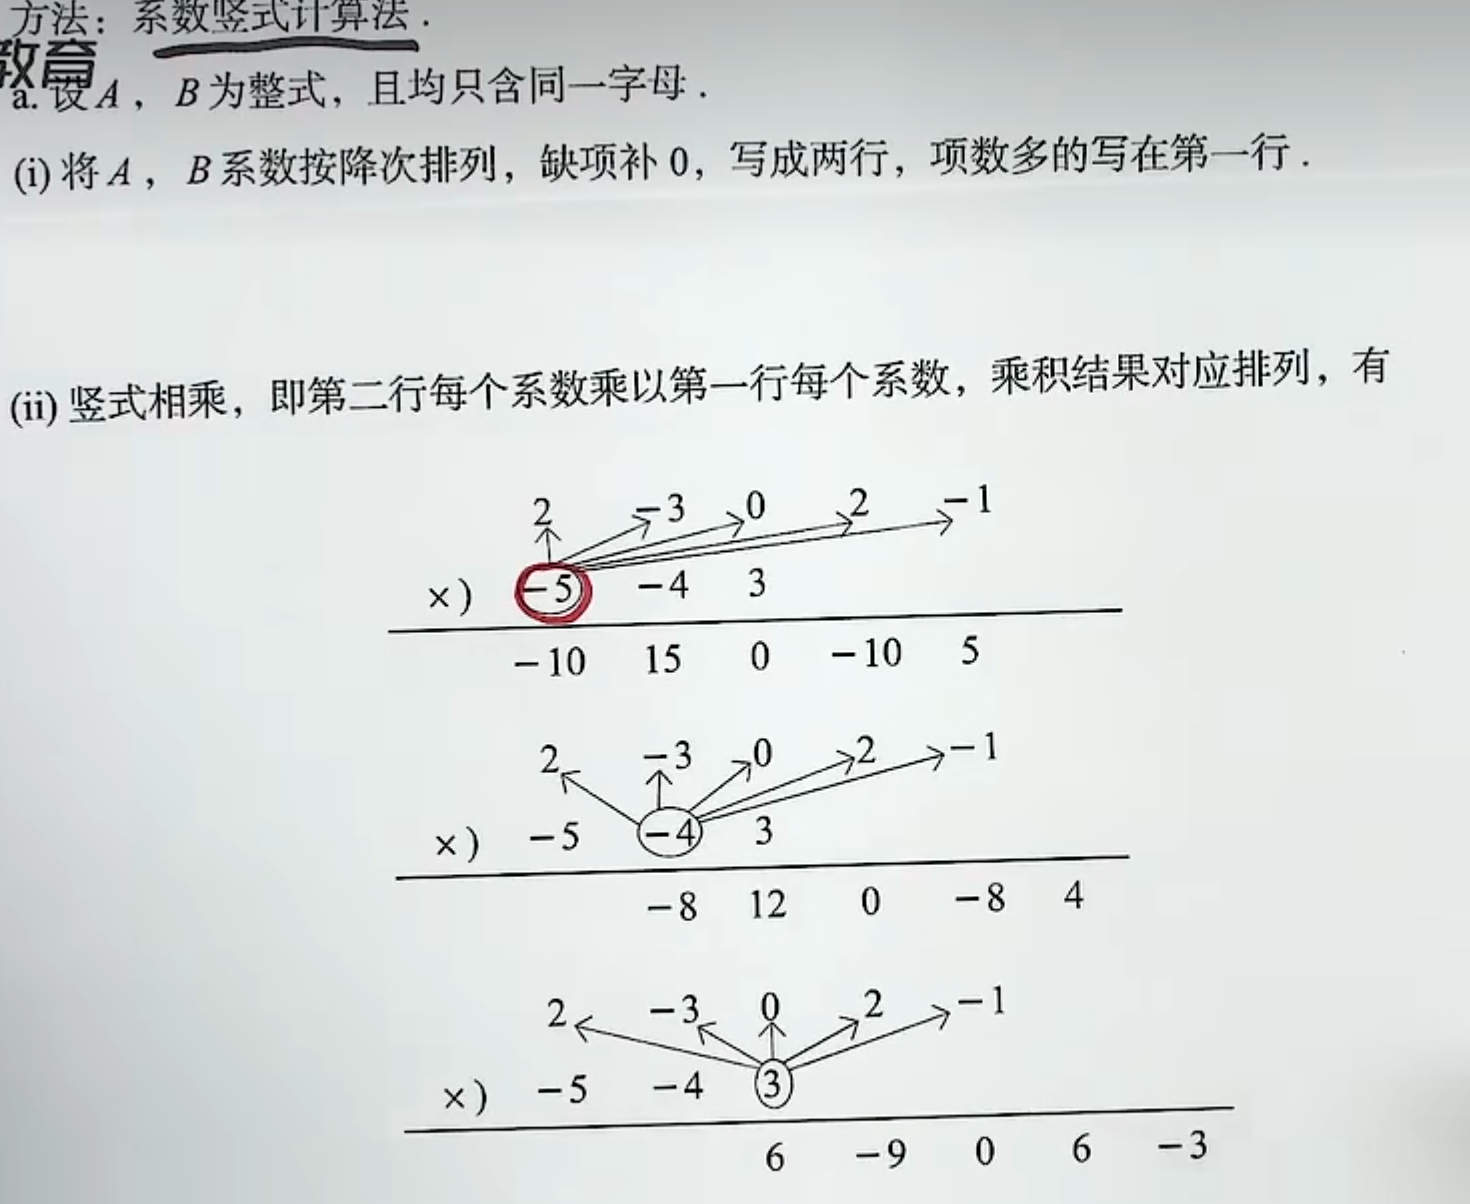 方法：系数竖式计算法．
教育
a. 设 A， B 为整式，且均只含同一字母．
(i) 将 A， B 系数按降次排列，缺项补 0，写成两行，项数多的写在第一行．
(ii) 竖式相乘，即第二行每个系数乘以第一行每个系数，乘积结果对应排列，有
2 −3 0 2 −1
×) −5 −4 3
−10 15 0 −10 5
2 −3 0 2 −1
×) −5 −4 3
−8 12 0 −8 4
2 −3 0 2 −1
×) −5 −4 3
6 −9 0 6 −3